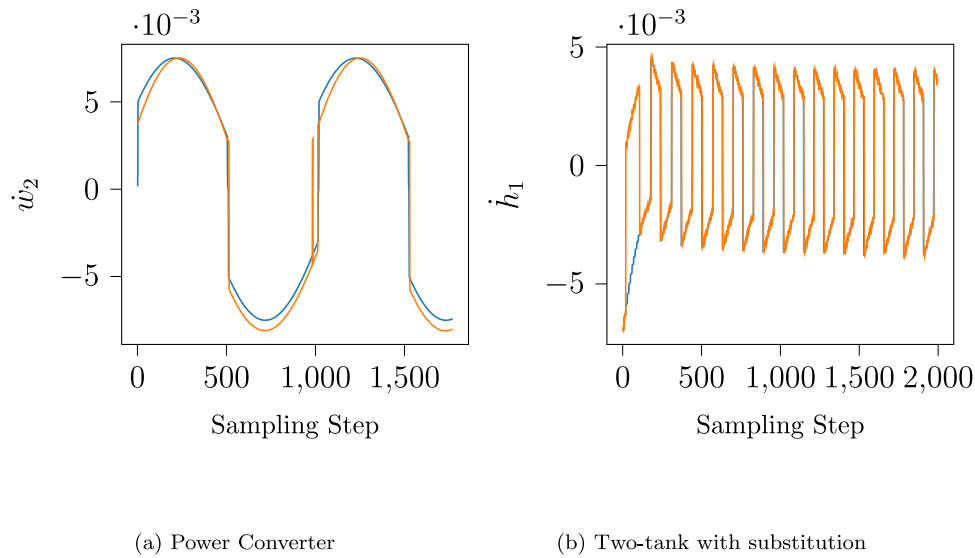 ·10⁻³
5
0
−5
ẇ₂
0
500
1,000
1,500
Sampling Step
(a) Power Converter
·10⁻³
5
0
−5
ḣ₁
0
500
1,000
1,500
2,000
Sampling Step
(b) Two-tank with substitution